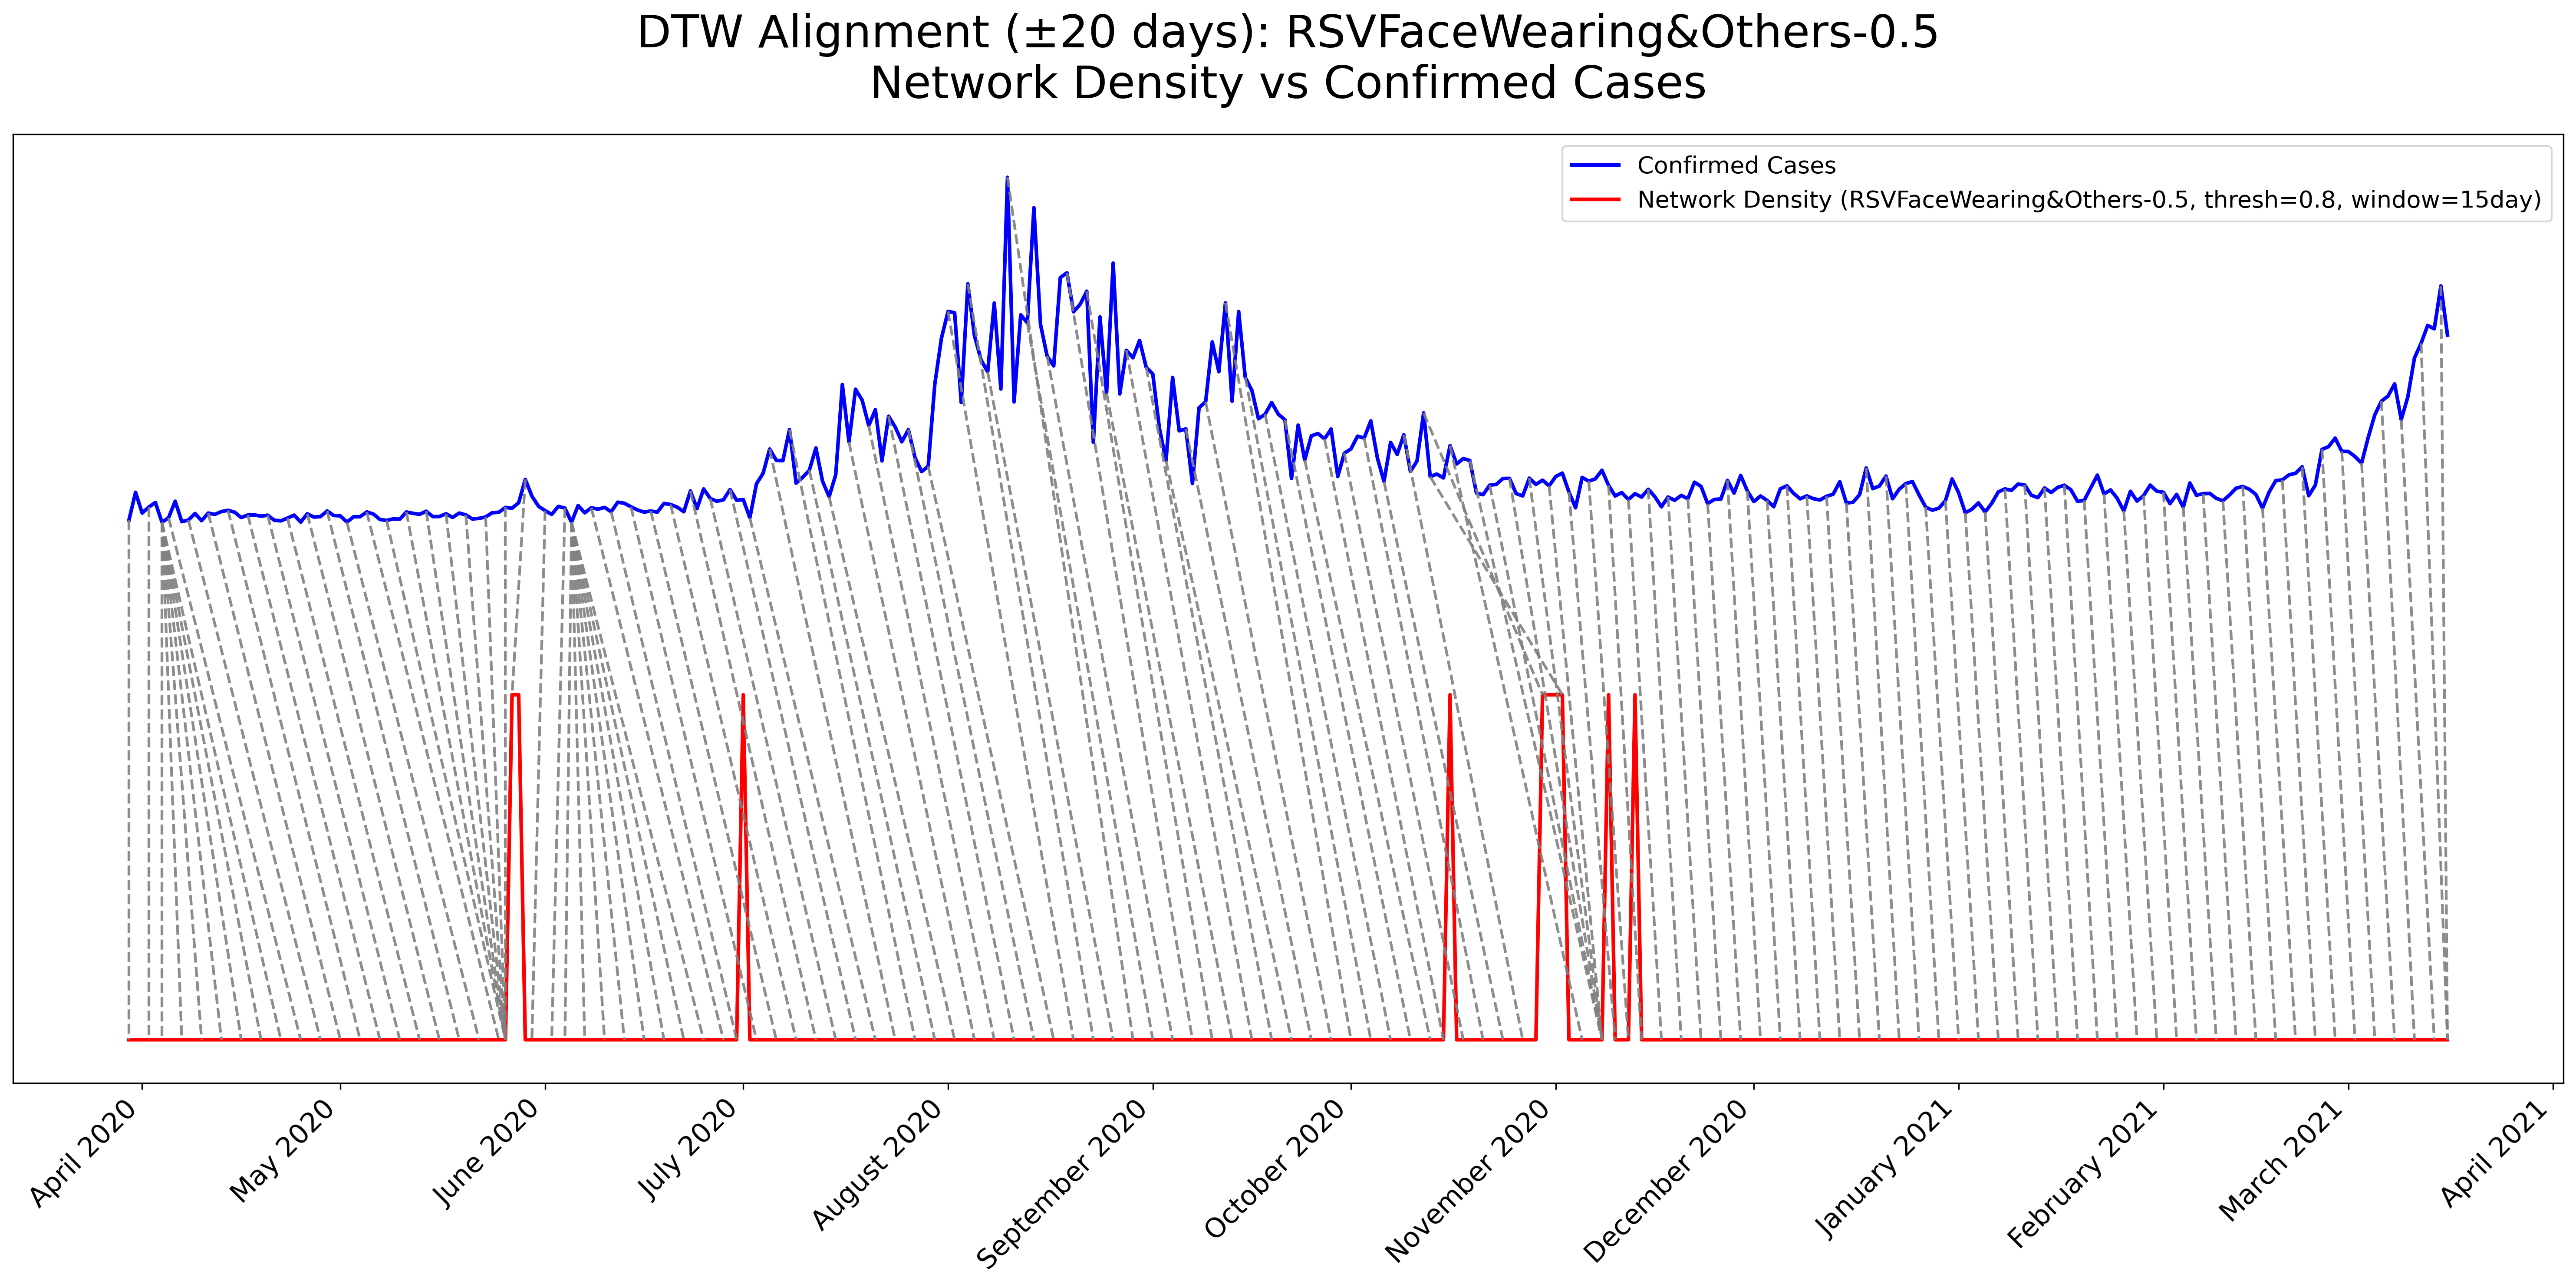 DTW Alignment (±20 days): RSVFaceWearing&Others-0.5
Network Density vs Confirmed Cases
Confirmed Cases
Network Density (RSVFaceWearing&Others-0.5, thresh=0.8, window=15day)
April 2020
May 2020
June 2020
July 2020
August 2020
September 2020
October 2020
November 2020
December 2020
January 2021
February 2021
March 2021
April 2021